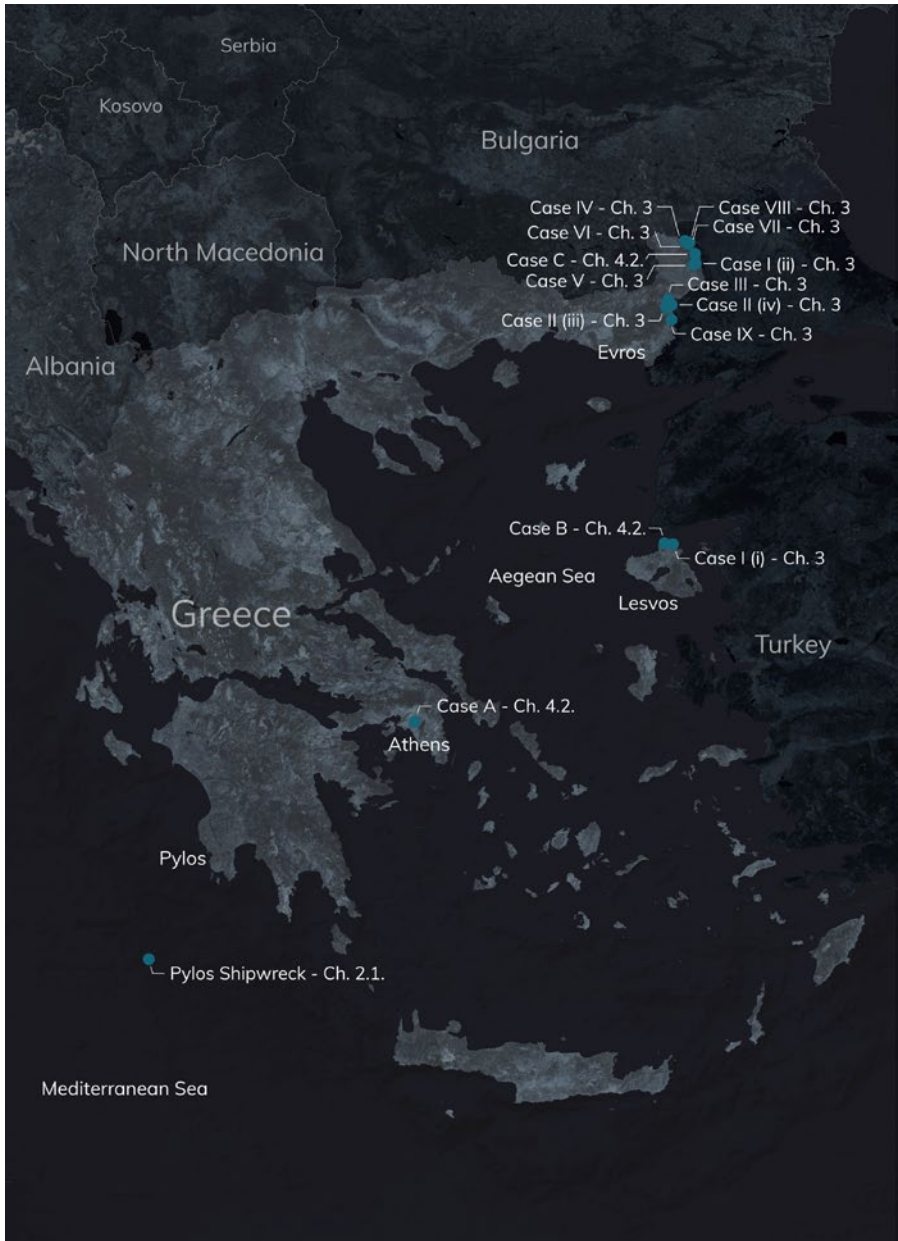 Serbia
Kosovo
Bulgaria
Case IV - Ch. 3
Case VIII - Ch. 3
Case VI - Ch. 3
Case VII - Ch. 3
North Macedonia
Case C - Ch. 4.2.
Case I (ii) - Ch. 3
Case V - Ch. 3
Case III - Ch. 3
Case II (iv) - Ch. 3
Case II (iii) - Ch. 3
Case IX - Ch. 3
Evros
Albania
Case B - Ch. 4.2.
Case I (i) - Ch. 3
Aegean Sea
Lesvos
Greece
Turkey
Case A - Ch. 4.2.
Athens
Pylos
Pylos Shipwreck - Ch. 2.1.
Mediterranean Sea